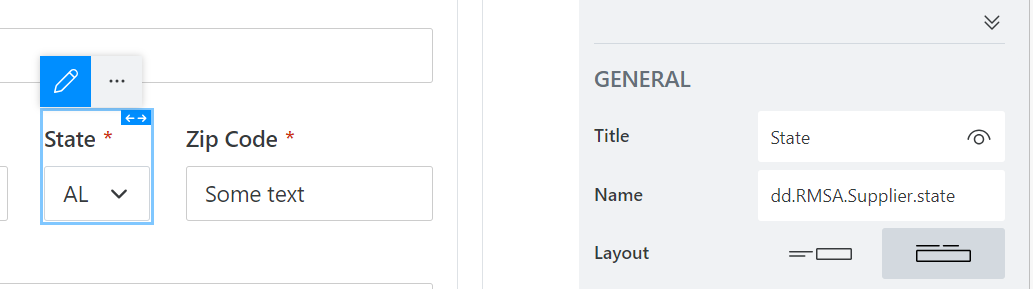 GENERAL
State *
Zip Code *
AL
Some text
Title
State
Name
dd.RMSA.Supplier.state
Layout